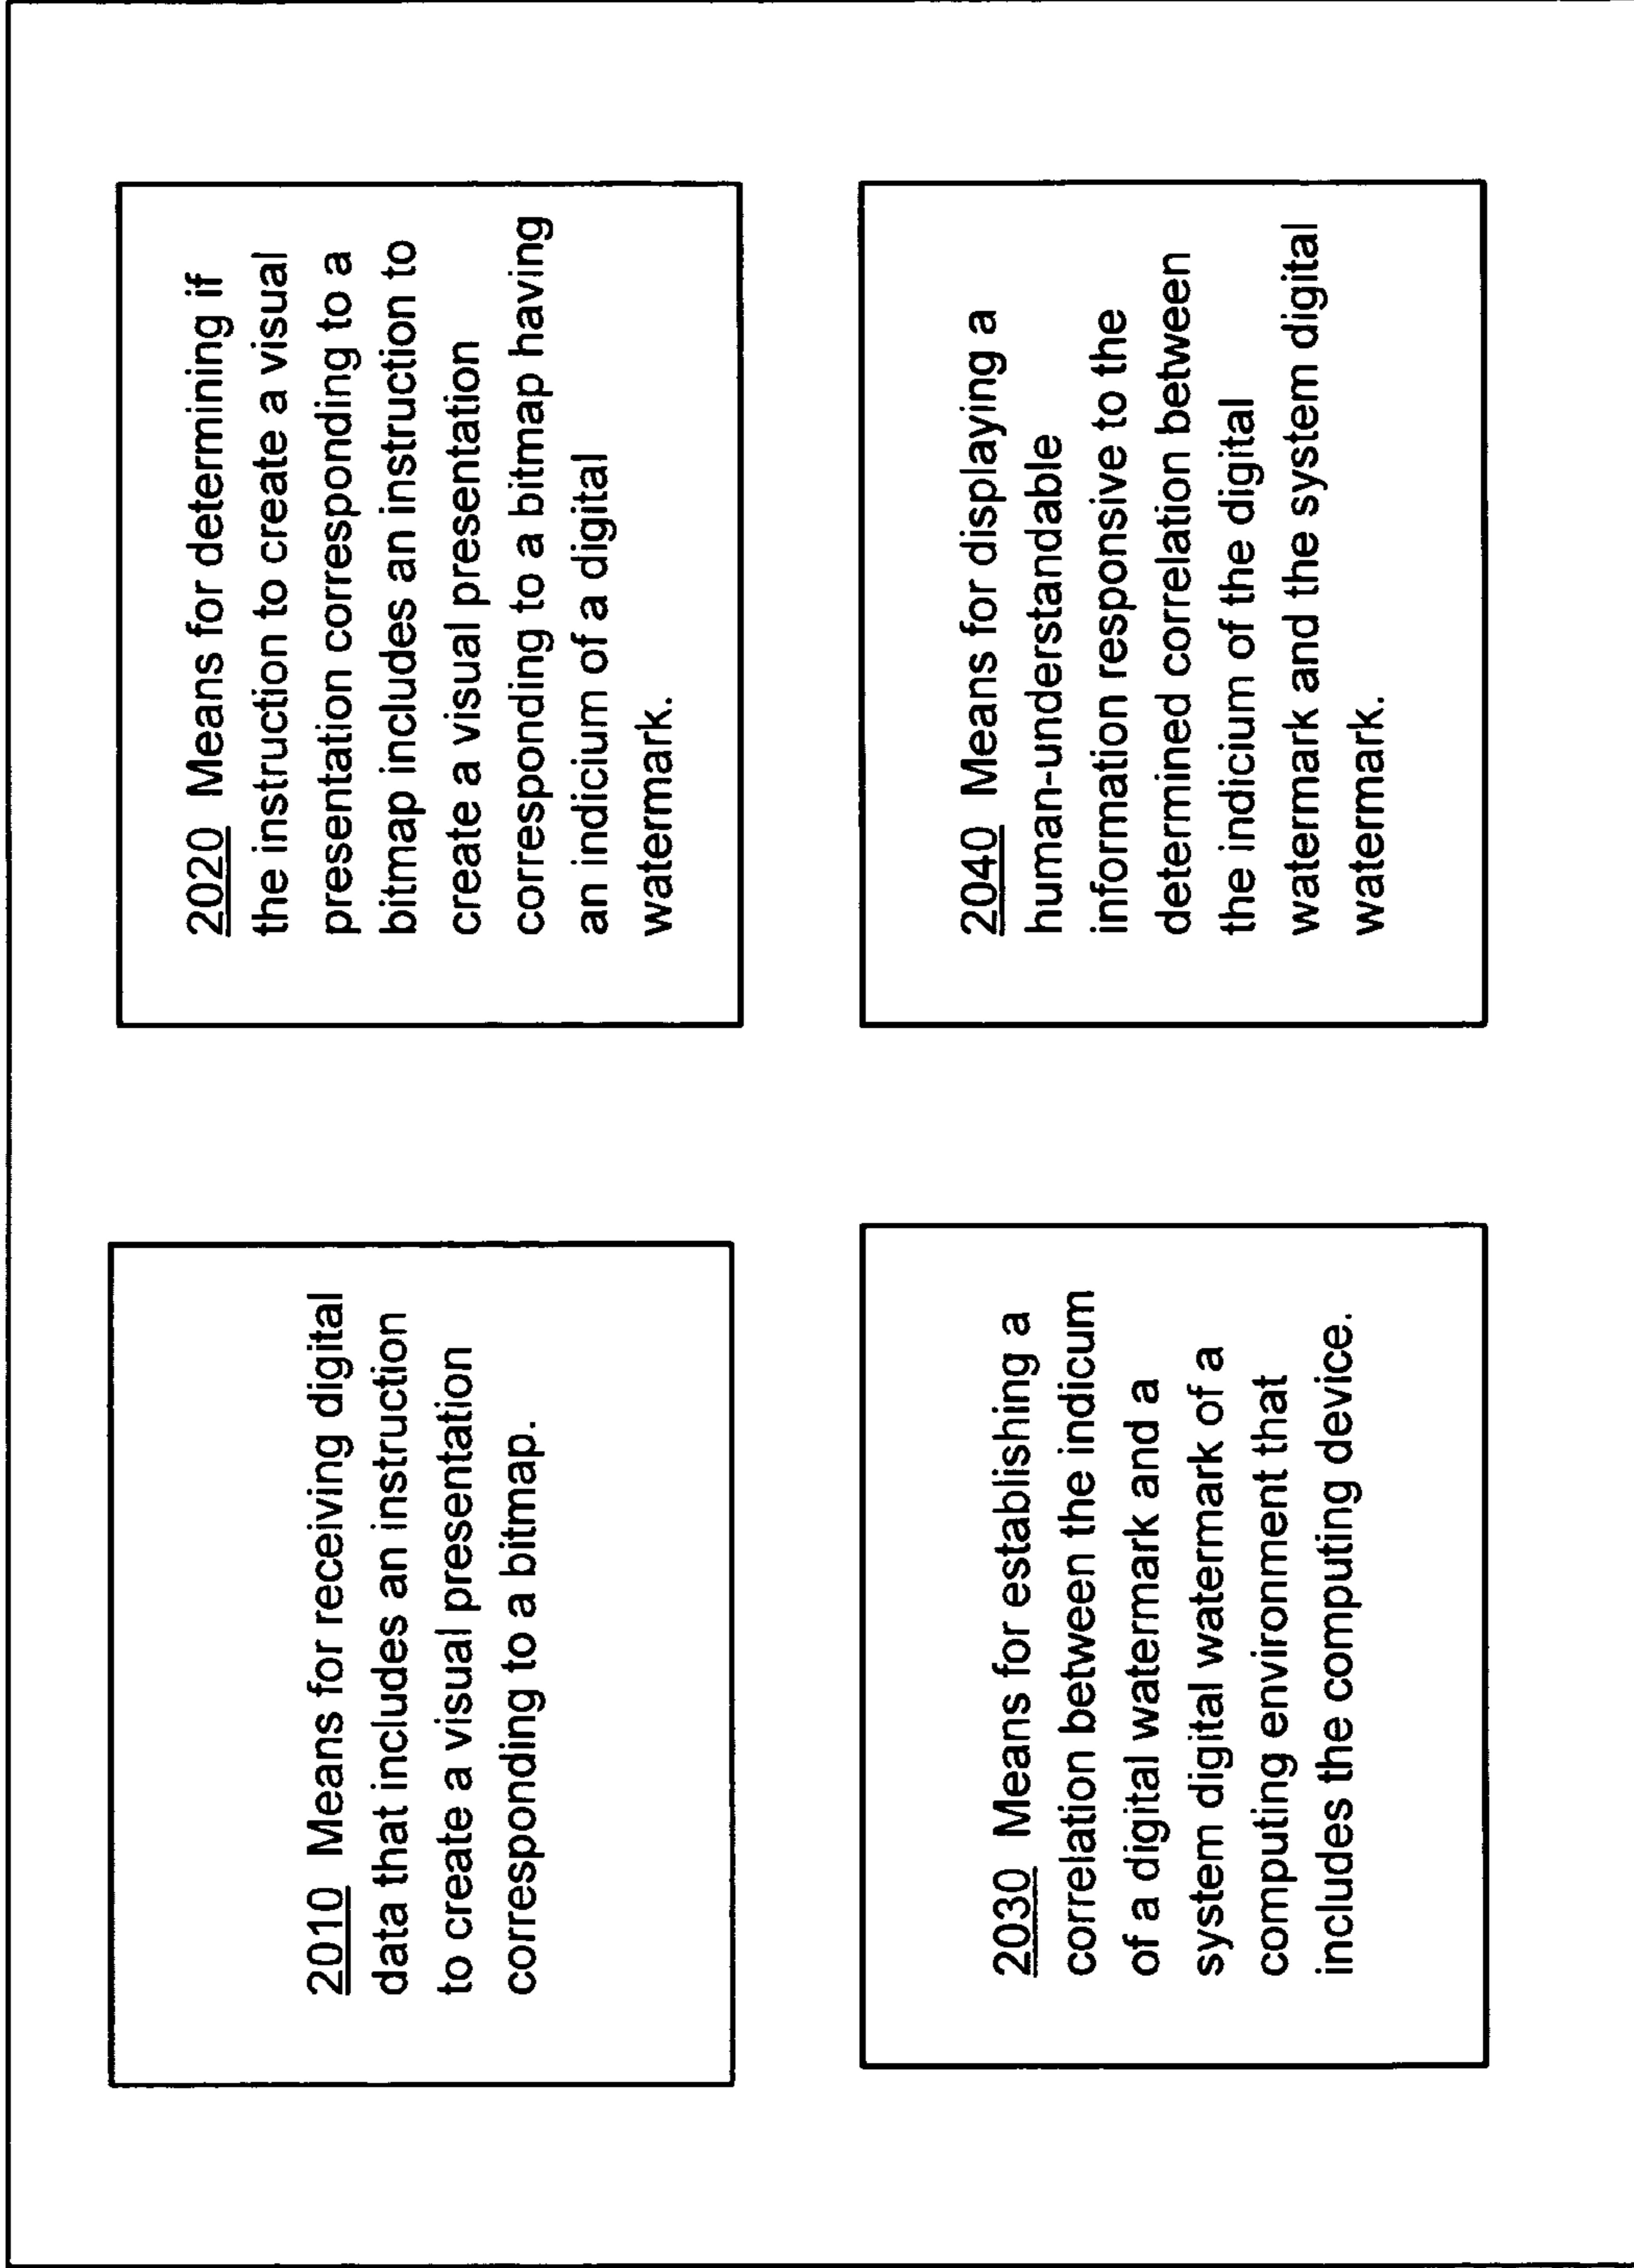 2010 Means for receiving digital
data that includes an instruction
to create a visual presentation
corresponding to a bitmap.
2020 Means for determining if
the instruction to create a visual
presentation corresponding to a
bitmap includes an instruction to
create a visual presentation
corresponding to a bitmap having
an indicium of a digital
watermark.
2030 Means for establishing a
correlation between the indicum
of a digital watermark and a
system digital watermark of a
computing environment that
includes the computing device.
2040 Means for displaying a
human-understandable
information responsive to the
determined correlation between
the indicium of the digital
watermark and the system digital
watermark.